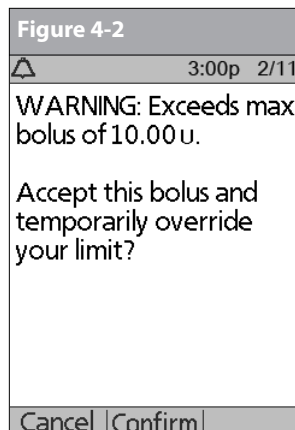 Figure 4-2
3:00p 2/11
WARNING: Exceeds max
bolus of 10.00 U.
Accept this bolus and
temporarily override
your limit?
Cancel Confirm